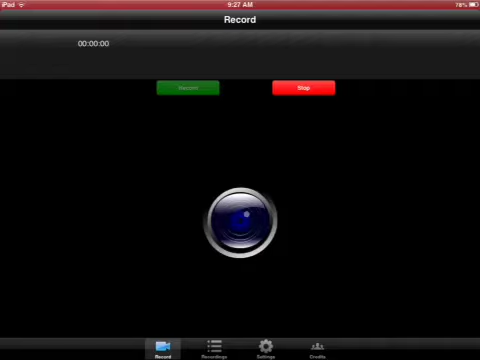 iPad 9:27 AM 78%
Record
00:00:00
Record Stop
Record Recordings Settings Credits